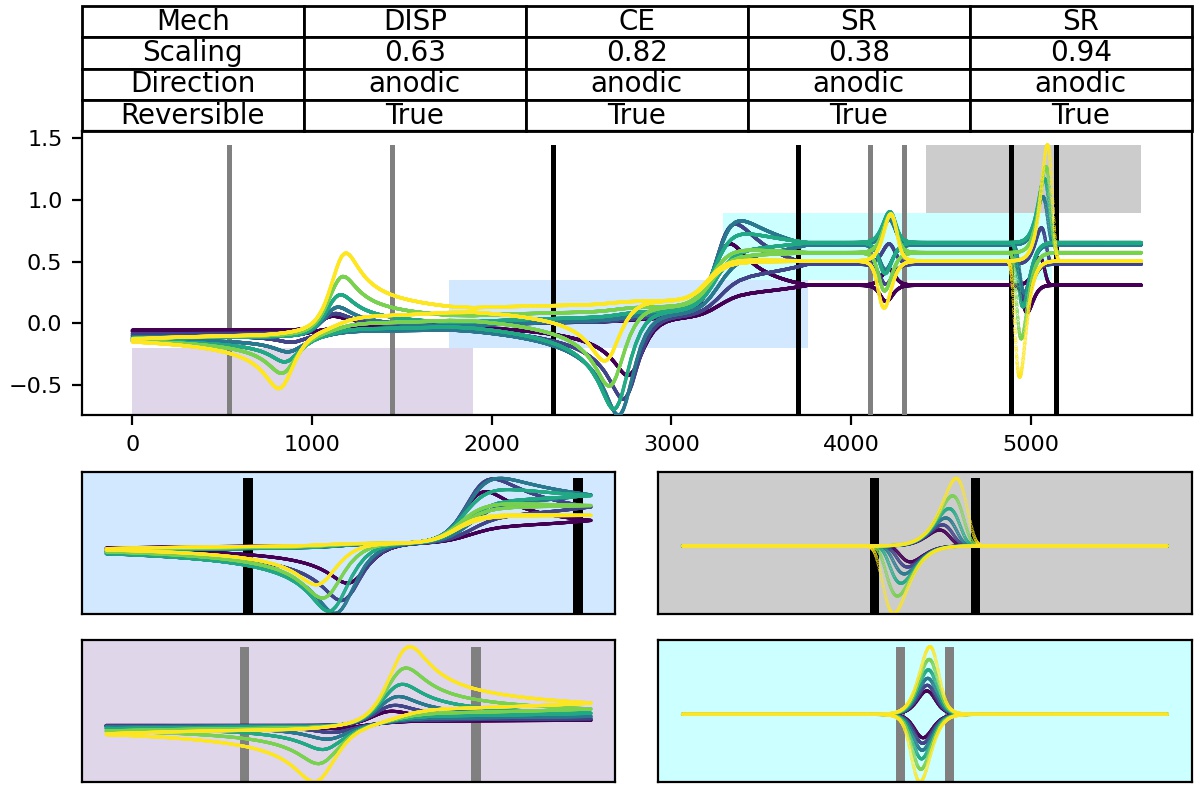 Mech DISP CE SR SR
Scaling 0.63 0.82 0.38 0.94
Direction anodic anodic anodic anodic
Reversible True True True True
1.5
1.0
0.5
0.0
−0.5
0 1000 2000 3000 4000 5000